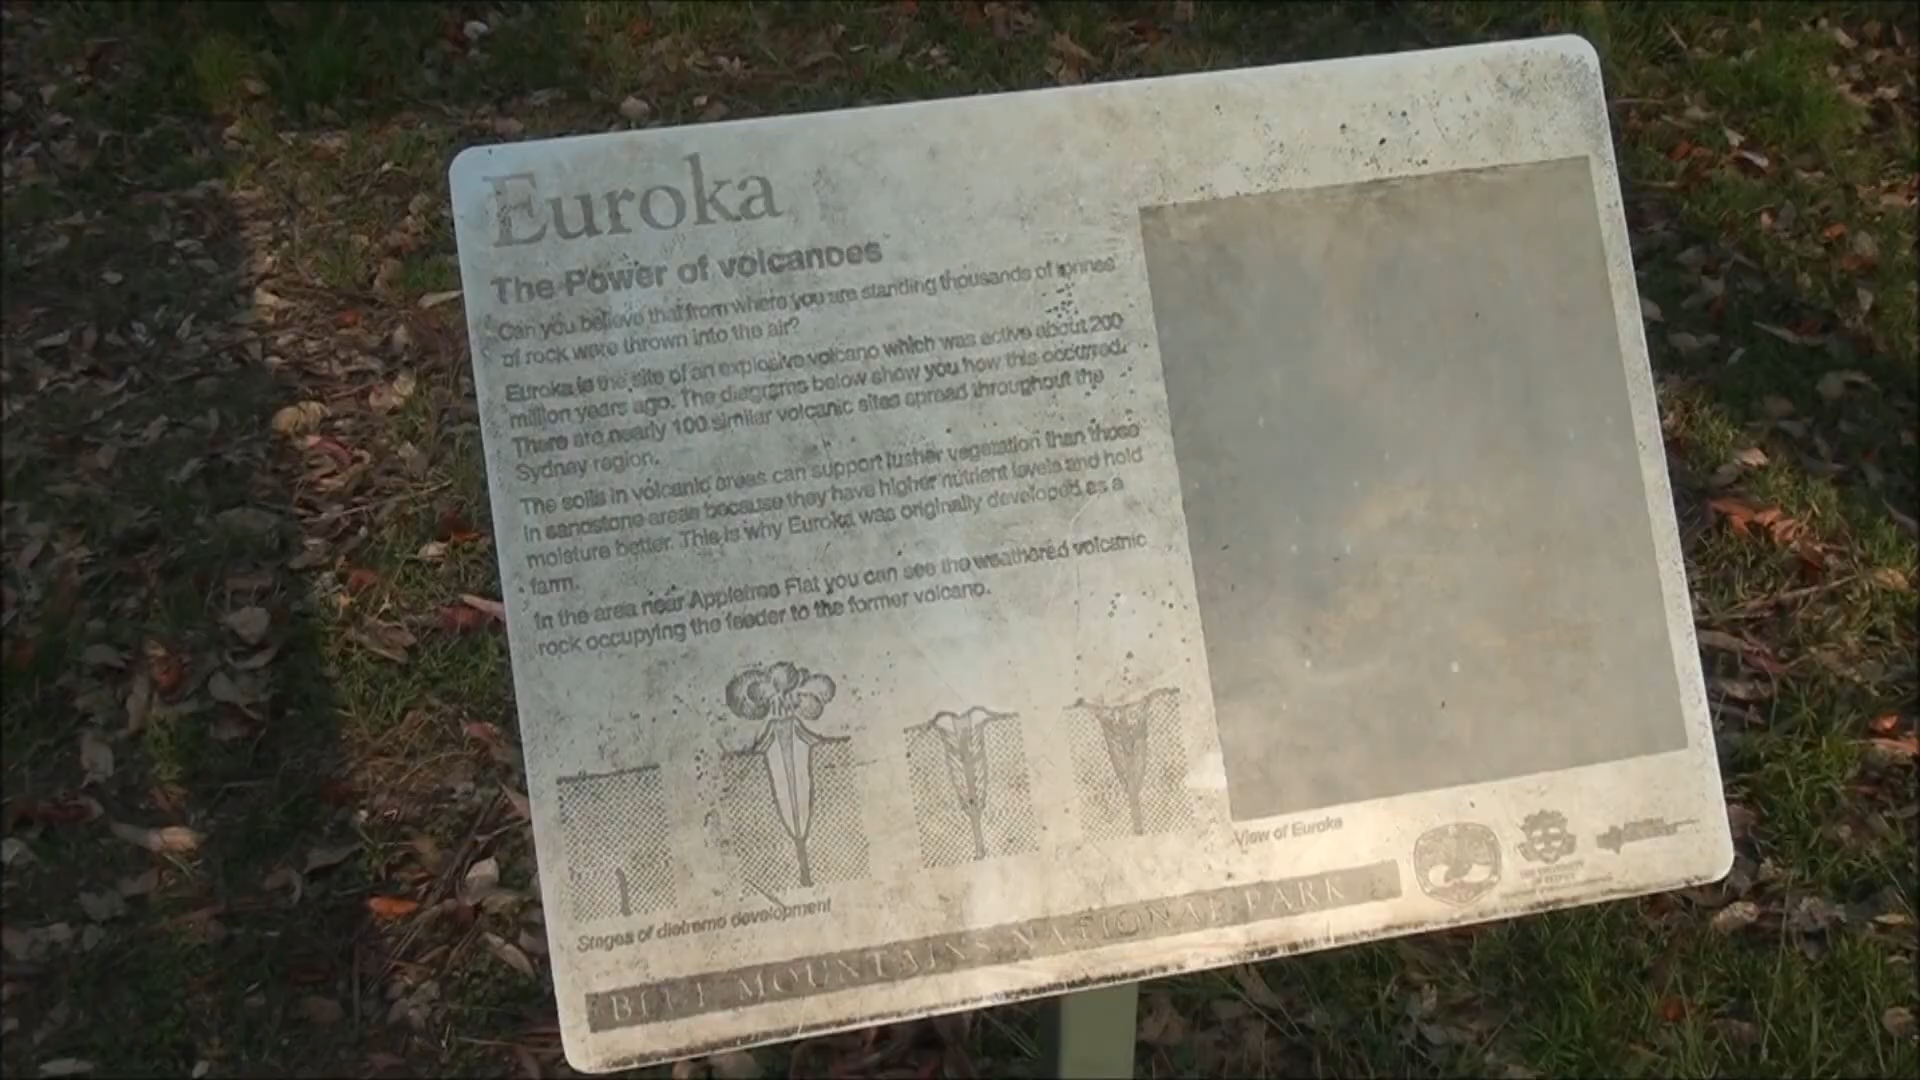 Euroka
The Power of volcanoes
Can you believe that from where you are standing thousands of tonnes
of rock were thrown into the air?
Euroka is the site of an explosive volcano which was active about 200
million years ago. The diagrams below show you how this occurred.
There are nearly 100 similar volcanic sites spread throughout the
Sydney region.
The soils in volcanic areas can support lusher vegetation than those
in sandstone areas because they have higher nutrient levels and hold
moisture better. This is why Euroka was originally developed as a
farm.
In the area near Appletree Flat you can see the weathered volcanic
rock occupying the feeder to the former volcano.
View of Euroka
Stages of diatreme development
BLUE MOUNTAINS NATIONAL PARK